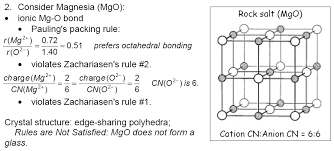 2. Consider Magnesia (MgO):
• ionic Mg-O bond
• Pauling's packing rule:
r(Mg²⁺)/r(O²⁻) = 0.72/1.40 = 0.51 prefers octahedral bonding
• violates Zachariasen's rule #2.
charge(Mg²⁺)/CN(Mg²⁺) = 2/6 = charge(O²⁻)/CN(O²⁻) = 2/6 CN(O²⁻) is 6.
• violates Zachariasen's rule #1.
Crystal structure: edge-sharing polyhedra;
Rules are Not Satisfied: MgO does not form a
glass.
Rock salt (MgO)
Cation CN:Anion CN = 6:6